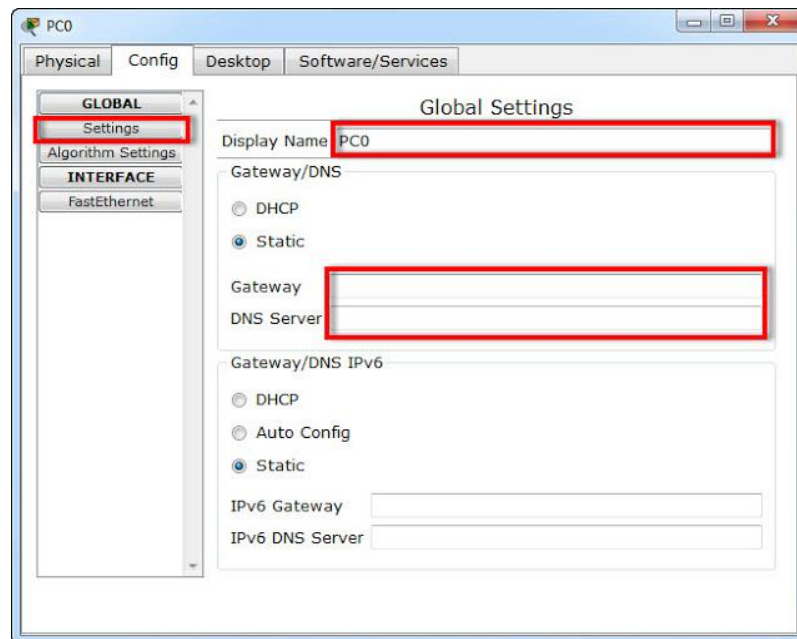 PC0
Physical Config Desktop Software/Services
GLOBAL
Settings
Algorithm Settings
INTERFACE
FastEthernet
Global Settings
Display Name PC0
Gateway/DNS
DHCP
Static
Gateway
DNS Server
Gateway/DNS IPv6
DHCP
Auto Config
Static
IPv6 Gateway
IPv6 DNS Server